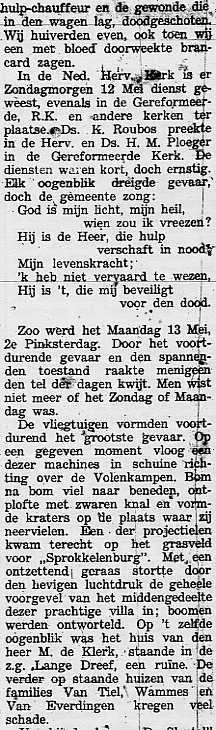 hulp-chauffeur en de gewonde die
in den wagen lag, doodgeschoten.
Wij huiverden even, ook toen wij
een met bloed doorweekte bran-
card zagen.
In de Ned. Herv. Kerk is er
Zondagmorgen 12 Mei dienst ge-
weest, evenals in de Gereformeer-
de, R.K. en andere kerken ter
plaatse. Ds. K. Roubos preekte
in de Herv. en Ds. H. M. Ploeger
in de Gereformeerde Kerk. De
diensten waren kort, doch ernstig.
Elk oogenblik dreigde gevaar,
doch de gemeente zong:
God is mijn licht, mijn heil,
wien zou ik vreezen?
Hij is de Heer, die hulp
verschaft in nood,
Mijn levenskracht;
'k heb niet vervaard te wezen,
Hij is 't, die mij beveiligt
voor den dood.
Zoo werd het Maandag 13 Mei,
2e Pinksterdag. Door het voort-
durende gevaar en den spannen-
den toestand raakte menigeen
den tel der dagen kwijt. Men wist
niet meer of het Zondag of Maan-
dag was.
De vliegtuigen vormden voort-
durend het grootste gevaar. Op
een gegeven moment vloog een
dezer machines in schuine rich-
ting over de Volenkampen. Bom
na bom viel naar beneden, ont-
plofte met zwaren knal en vorm-
de kraters op de plaats waar zij
neervielen. Een der projectielen
kwam terecht op het grasveld
voor „Sprokkelenburg". Met een
ontzettend geraas stortte door
den hevigen luchtdruk de geheele
voorgevel van het middengedeelte
dezer prachtige villa in; boomen
werden ontworteld. Op 't zelfde
oogenblik was het huis van den
heer M. de Klerk, staande in de
z.g. Lange Dreef, een ruïne. De
verder op staande huizen van de
families Van Tiel, Wammes en
Van Everdingen kregen veel
schade.